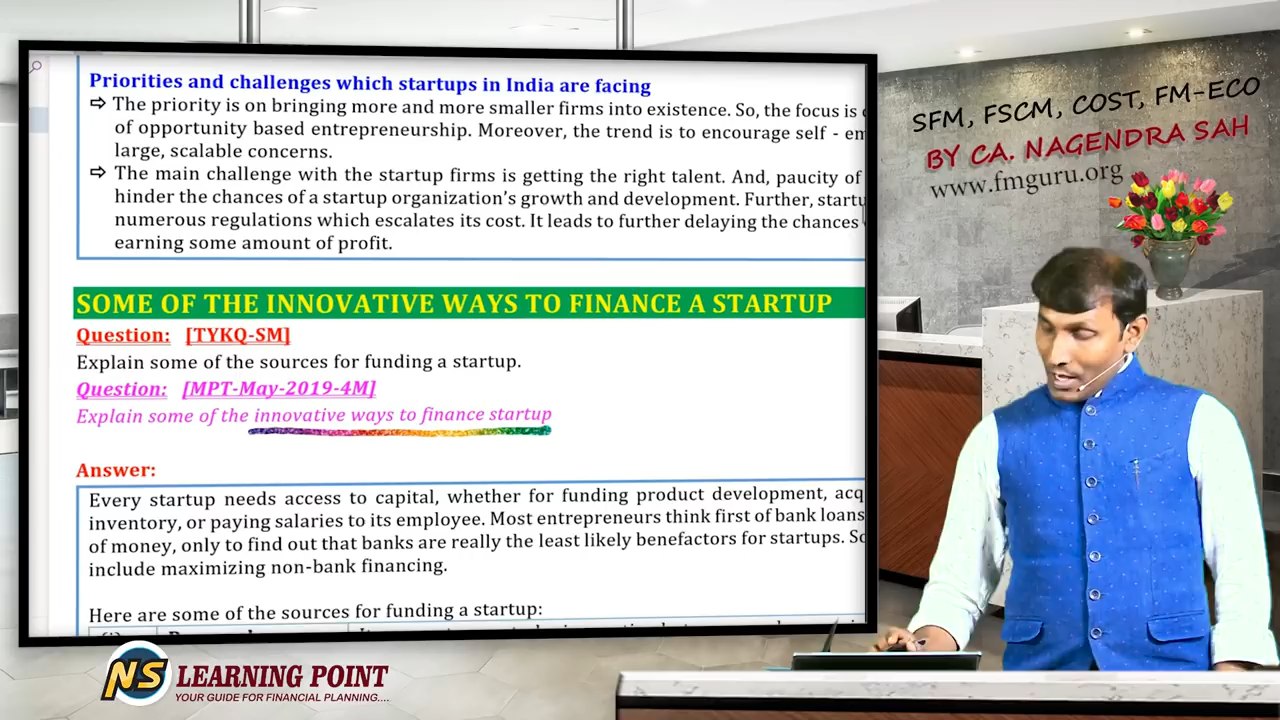 Priorities and challenges which startups in India are facing
⇨ The priority is on bringing more and more smaller firms into existence. So, the focus is
of opportunity based entrepreneurship. Moreover, the trend is to encourage self - em
large, scalable concerns.
⇨ The main challenge with the startup firms is getting the right talent. And, paucity of
hinder the chances of a startup organization's growth and development. Further, startu
numerous regulations which escalates its cost. It leads to further delaying the chances
earning some amount of profit.
SOME OF THE INNOVATIVE WAYS TO FINANCE A STARTUP
Question: [TYKQ-SM]
Explain some of the sources for funding a startup.
Question: [MPT-May-2019-4M]
Explain some of the innovative ways to finance startup
Answer:
Every startup needs access to capital, whether for funding product development, acq
inventory, or paying salaries to its employee. Most entrepreneurs think first of bank loans
of money, only to find out that banks are really the least likely benefactors for startups. So
include maximizing non-bank financing.
Here are some of the sources for funding a startup:
SFM, FSCM, COST, FM-ECO
BY CA. NAGENDRA SAH
www.fmguru.org
NS LEARNING POINT
YOUR GUIDE FOR FINANCIAL PLANNING....